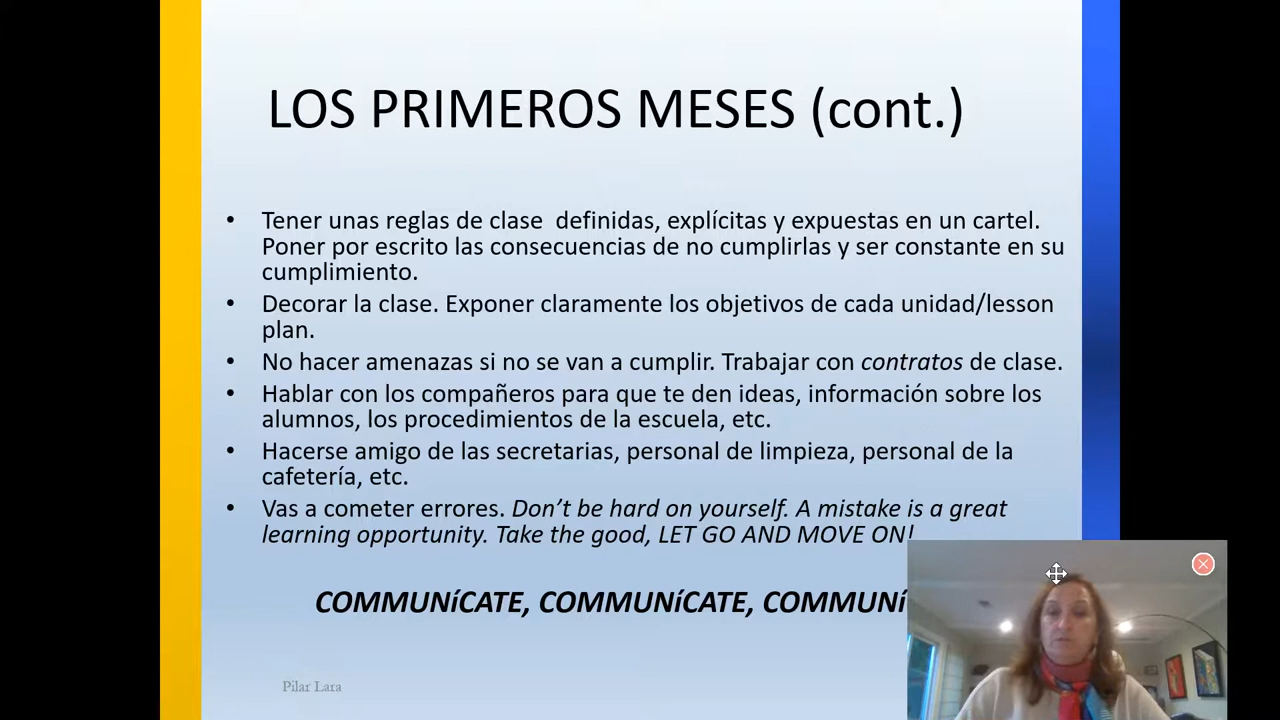 LOS PRIMEROS MESES (cont.)
• Tener unas reglas de clase definidas, explícitas y expuestas en un cartel.
Poner por escrito las consecuencias de no cumplirlas y ser constante en su
cumplimiento.
• Decorar la clase. Exponer claramente los objetivos de cada unidad/lesson
plan.
• No hacer amenazas si no se van a cumplir. Trabajar con contratos de clase.
• Hablar con los compañeros para que te den ideas, información sobre los
alumnos, los procedimientos de la escuela, etc.
• Hacerse amigo de las secretarias, personal de limpieza, personal de la
cafetería, etc.
• Vas a cometer errores. Don’t be hard on yourself. A mistake is a great
learning opportunity. Take the good, LET GO AND MOVE ON!
COMMUNíCATE, COMMUNíCATE, COMMUNí
Pilar Lara